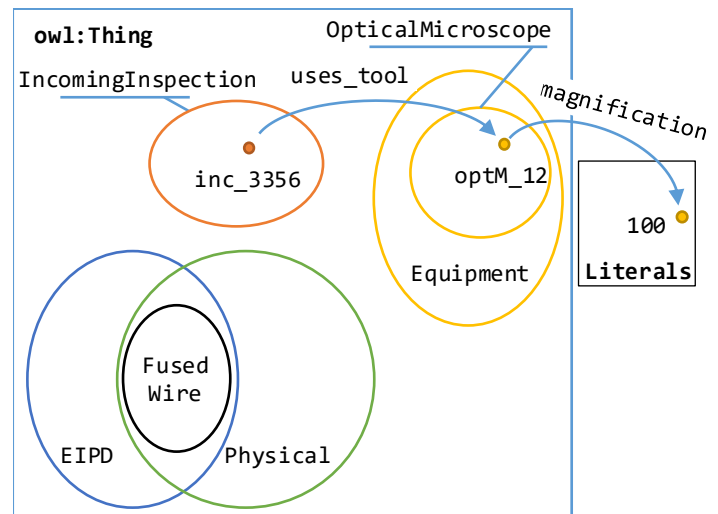 owl:Thing
OpticalMicroscope
IncomingInspection
uses_tool
magnification
inc_3356
optM_12
100
Literals
Equipment
Fused
Wire
EIPD
Physical